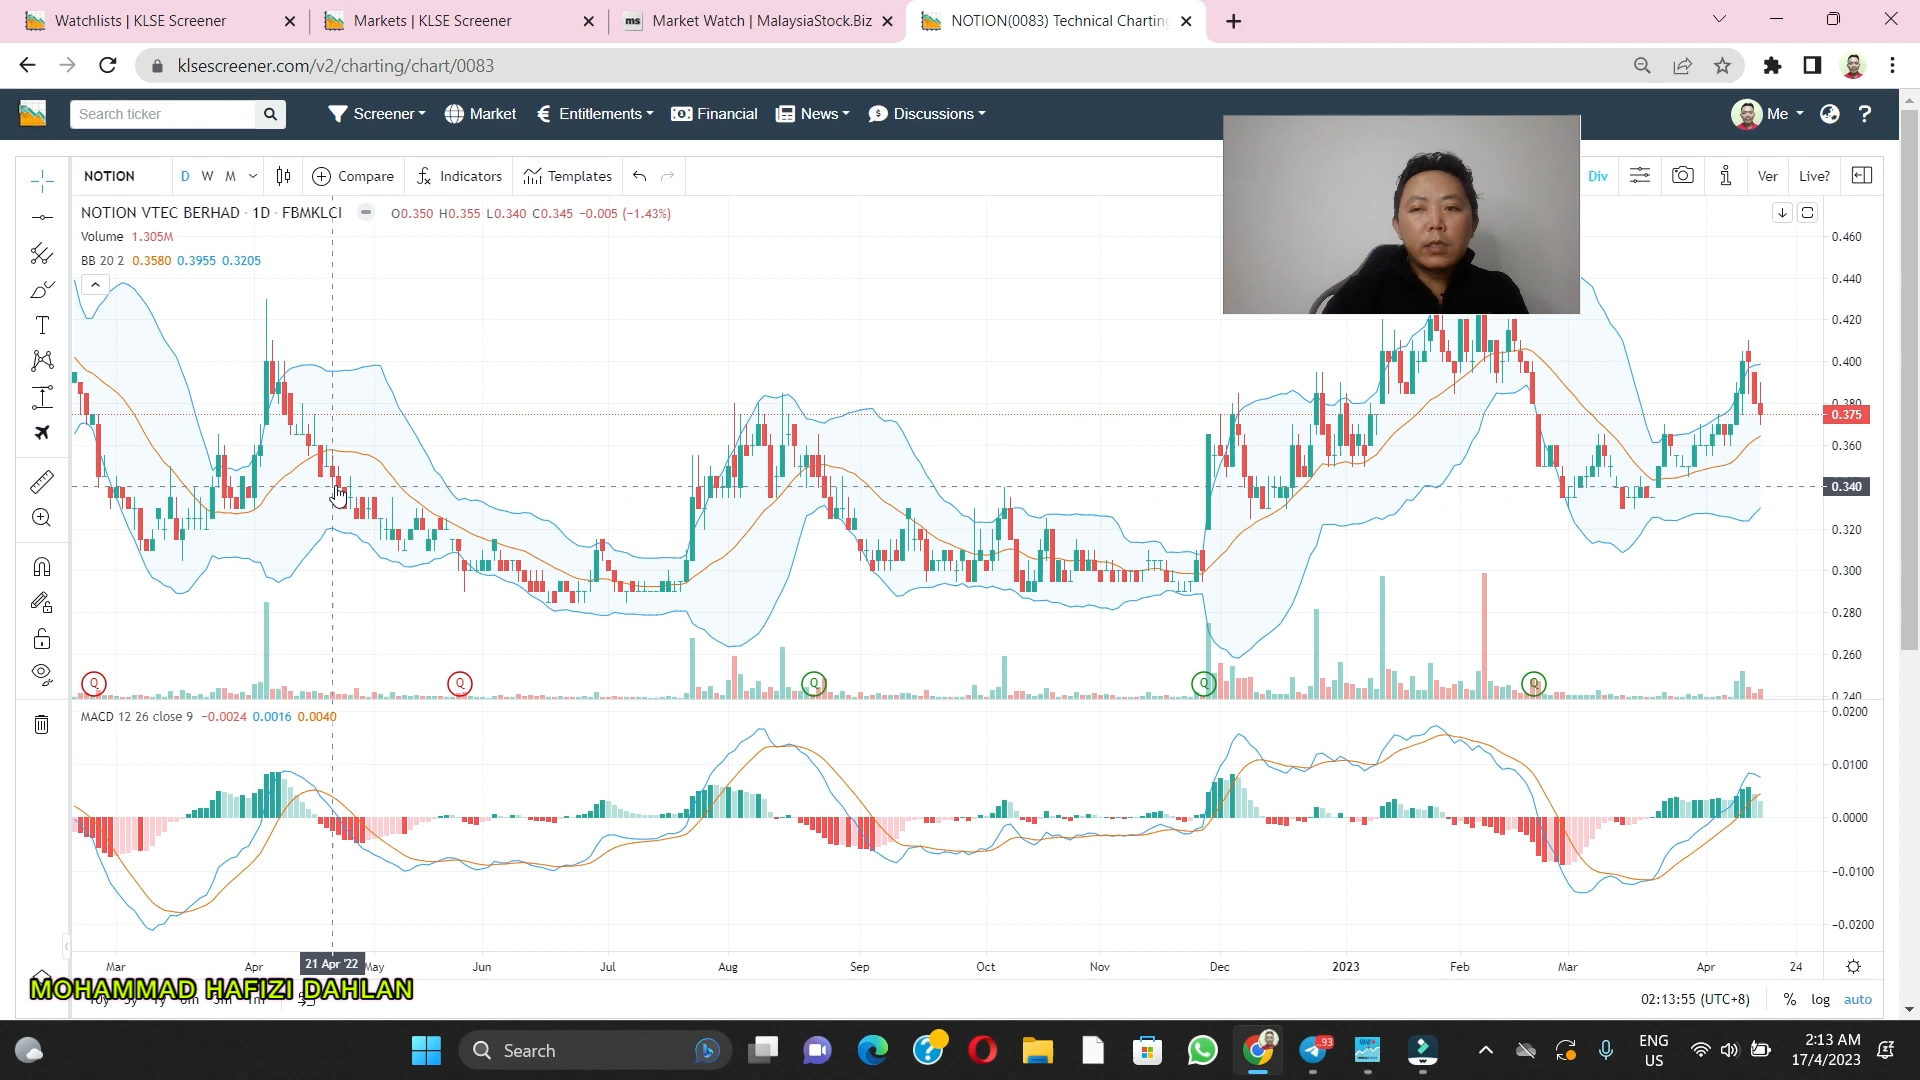 Watchlists | KLSE Screener
Markets | KLSE Screener
ms Market Watch | MalaysiaStock.Biz
NOTION(0083) Technical Charting
klsescreener.com/v2/charting/chart/0083
Search ticker
Screener
Market
Entitlements
Financial
News
Discussions
Me
NOTION
D W M
Compare
Indicators
Templates
Div
Ver
Live?
NOTION VTEC BERHAD · 1D · FBMKLCI
O0.350 H0.355 L0.340 C0.345 −0.005 (−1.43%)
Volume 1.305M
BB 20 2 0.3580 0.3955 0.3205
0.460
0.440
0.420
0.400
0.380
0.375
0.360
0.340
0.320
0.300
0.280
0.260
0.240
Q Q Q Q Q
MACD 12 26 close 9 −0.0024 0.0016 0.0040
0.0200
0.0100
0.0000
−0.0100
−0.0200
Mar Apr 21 Apr '22 May Jun Jul Aug Sep Oct Nov Dec 2023 Feb Mar Apr 24
MOHAMMAD HAFIZI DAHLAN
02:13:55 (UTC+8) % log auto
Search
93
ENG
US
2:13 AM
17/4/2023